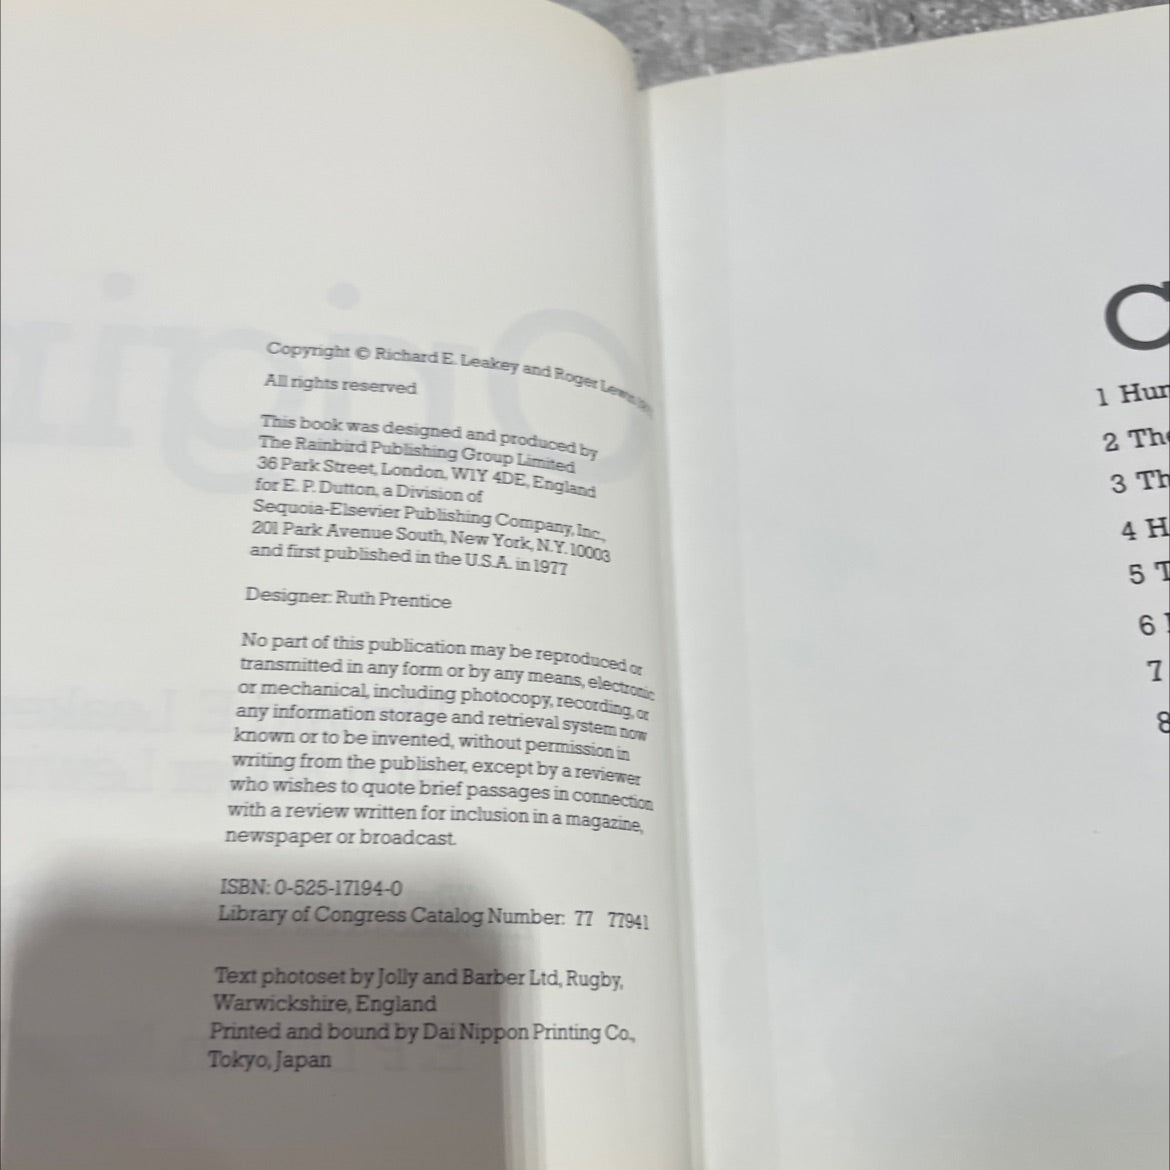 Copyright © Richard E. Leakey and Roger Lewin
All rights reserved
This book was designed and produced by
The Rainbird Publishing Group Limited
36 Park Street, London, W1Y 4DE, England
for E. P. Dutton, a Division of
Sequoia-Elsevier Publishing Company, Inc.,
201 Park Avenue South, New York, N.Y. 10003
and first published in the U.S.A. in 1977
Designer: Ruth Prentice
No part of this publication may be reproduced or
transmitted in any form or by any means, electronic
or mechanical, including photocopy, recording, or
any information storage and retrieval system now
known or to be invented, without permission in
writing from the publisher, except by a reviewer
who wishes to quote brief passages in connection
with a review written for inclusion in a magazine,
newspaper or broadcast.
ISBN: 0-525-17194-0
Library of Congress Catalog Number: 77 77941
Text photoset by Jolly and Barber Ltd, Rugby,
Warwickshire, England
Printed and bound by Dai Nippon Printing Co.,
Tokyo, Japan
C
1 Hur
2 The
3 Th
4 H
5 T
6
7
8